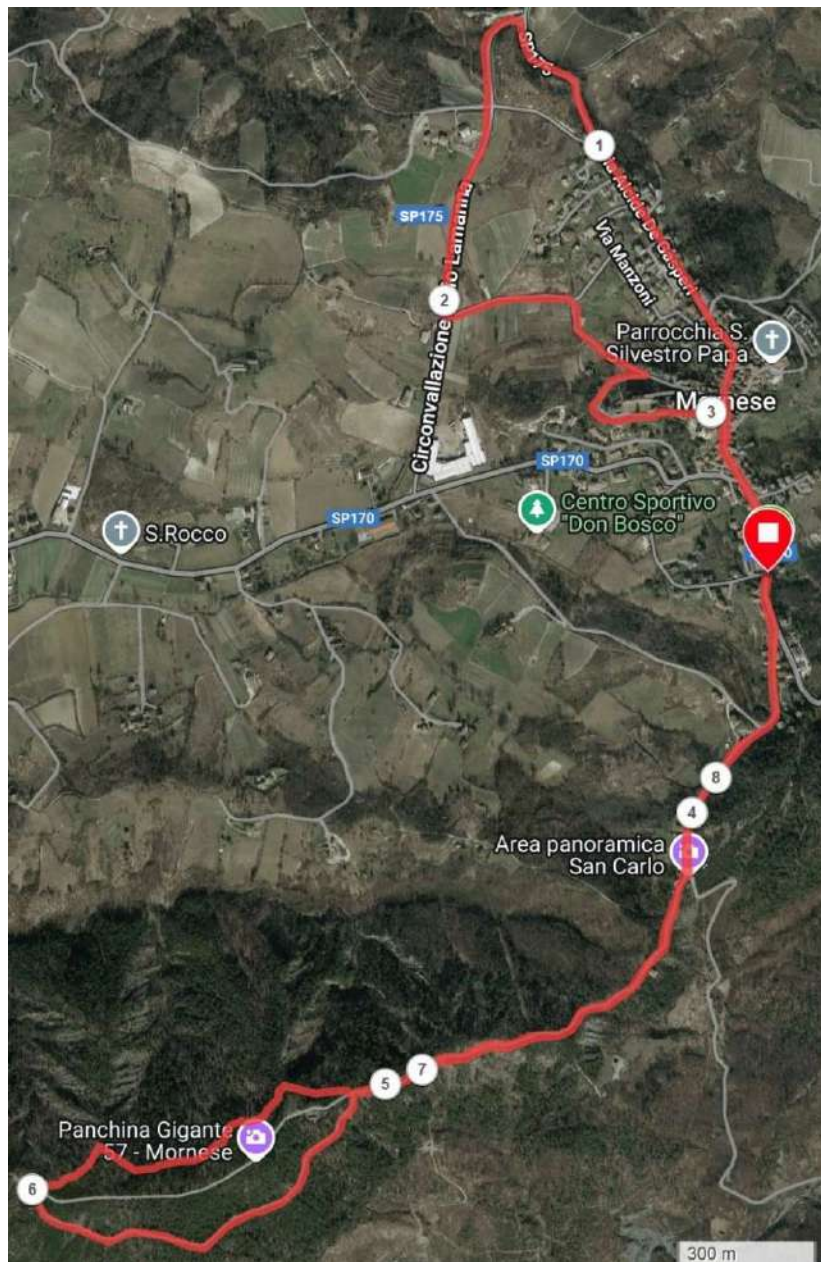 SP175
1
SP175
Via Manzoni
2
Parrocchia S.
Silvestro Papa
3
SP170
Centro Sportivo
"Don Bosco"
SP170
S.Rocco
8
4
Area panoramica
San Carlo
7
5
Panchina Gigante
57 - Mornese
6
300 m